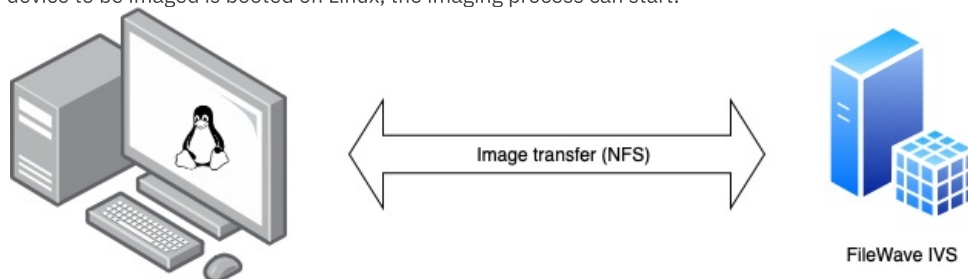 device to be imaged is booted on Linux, the imaging process can start.
Image transfer (NFS)
FileWave IVS